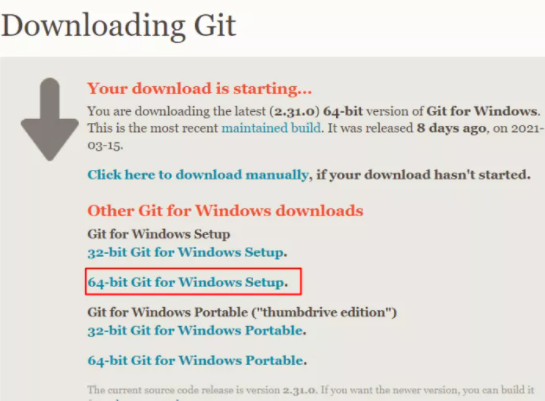 Downloading Git
Your download is starting...
You are downloading the latest (2.31.0) 64-bit version of Git for Windows.
This is the most recent maintained build. It was released 8 days ago, on 2021-
03-15.
Click here to download manually, if your download hasn't started.
Other Git for Windows downloads
Git for Windows Setup
32-bit Git for Windows Setup.
64-bit Git for Windows Setup.
Git for Windows Portable ("thumbdrive edition")
32-bit Git for Windows Portable.
64-bit Git for Windows Portable.
The current source code release is version 2.31.0. If you want the newer version, you can build it